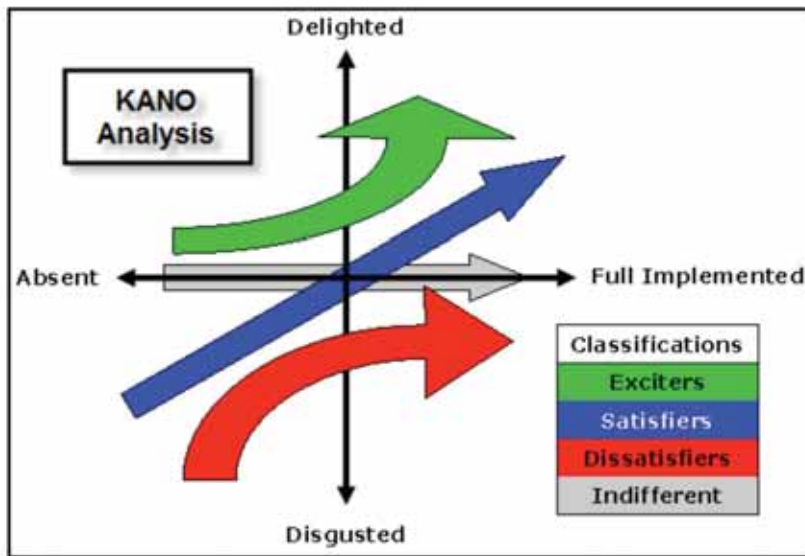 Delighted
KANO
Analysis
Absent
Full Implemented
Classifications
Exciters
Satisfiers
Dissatisfiers
Indifferent
Disgusted